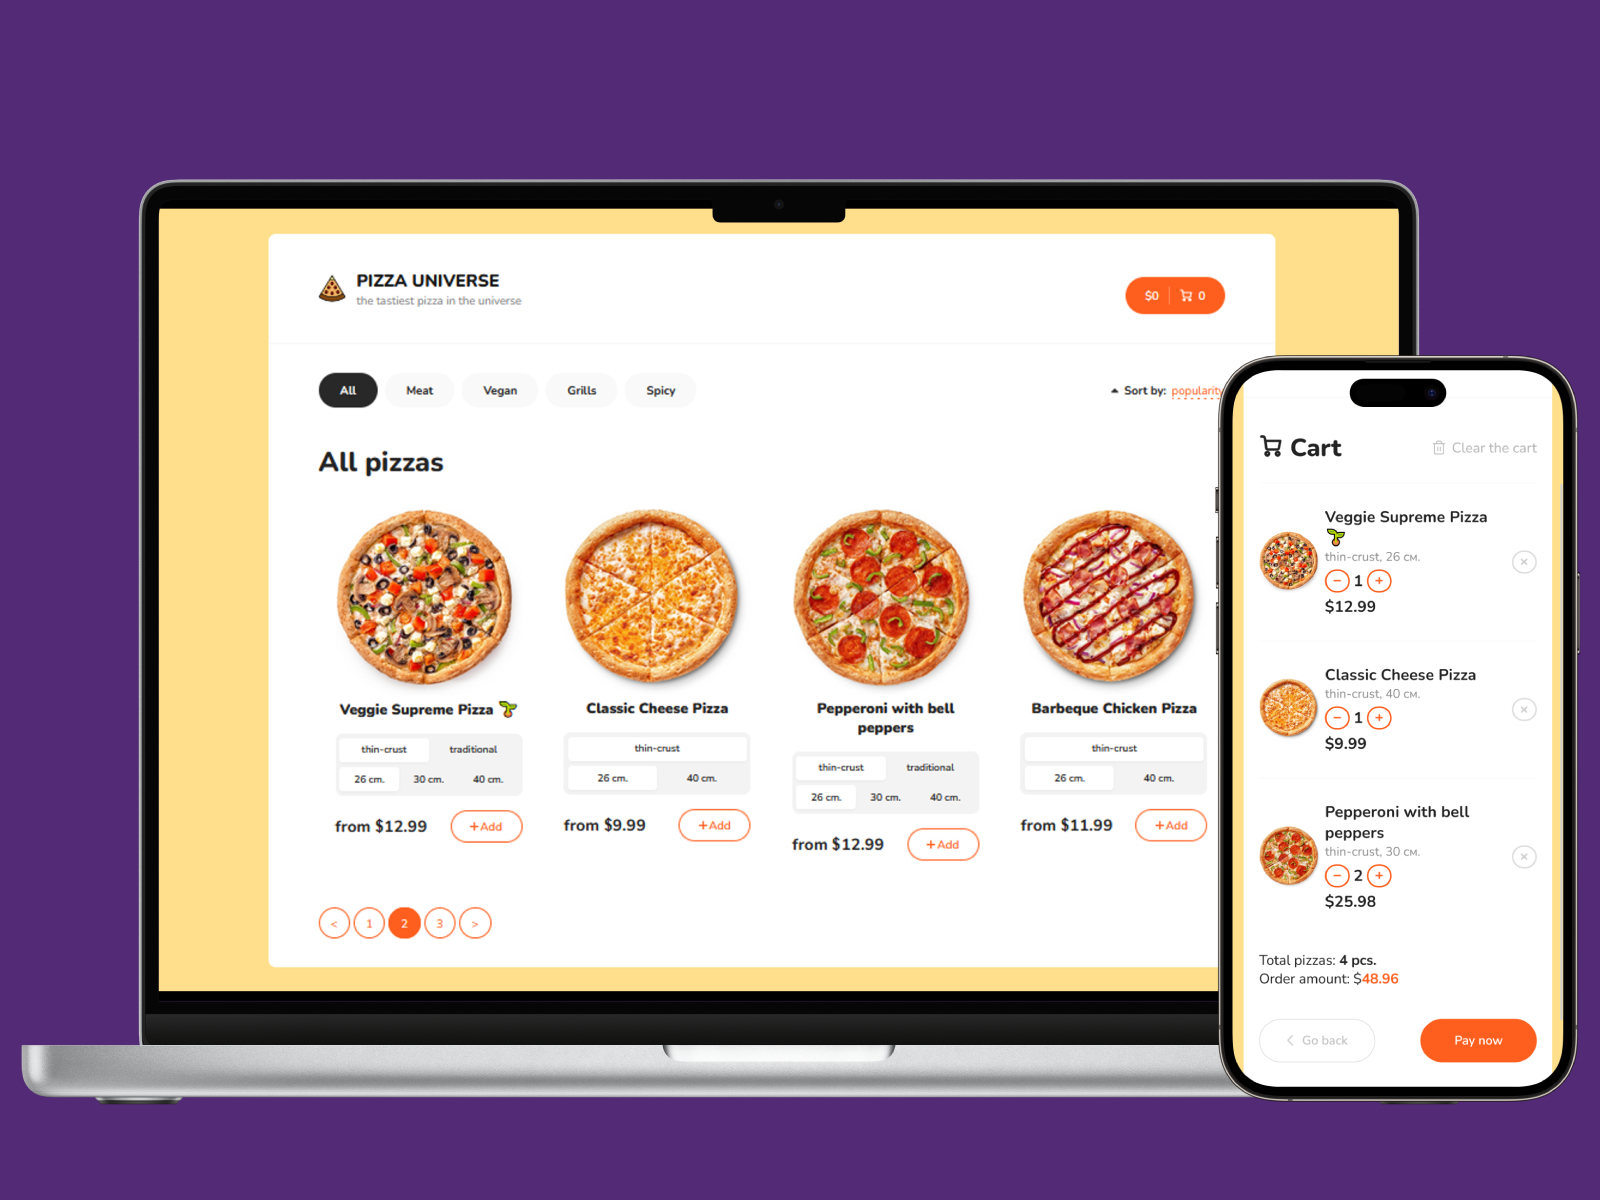 PIZZA UNIVERSE
the tastiest pizza in the universe
$0 0
All Meat Vegan Grills Spicy
Sort by: popularity
All pizzas
Veggie Supreme Pizza
thin-crust traditional
26 cm. 30 cm. 40 cm.
from $12.99 +Add
Classic Cheese Pizza
thin-crust
26 cm. 40 cm.
from $9.99 +Add
Pepperoni with bell
peppers
thin-crust traditional
26 cm. 30 cm. 40 cm.
from $12.99 +Add
Barbeque Chicken Pizza
thin-crust
26 cm. 40 cm.
from $11.99 +Add
< 1 2 3 >
Cart Clear the cart
Veggie Supreme Pizza
thin-crust, 26 см.
− 1 +
$12.99
Classic Cheese Pizza
thin-crust, 40 см.
− 1 +
$9.99
Pepperoni with bell
peppers
thin-crust, 30 см.
− 2 +
$25.98
Total pizzas: 4 pcs.
Order amount: $48.96
Go back Pay now